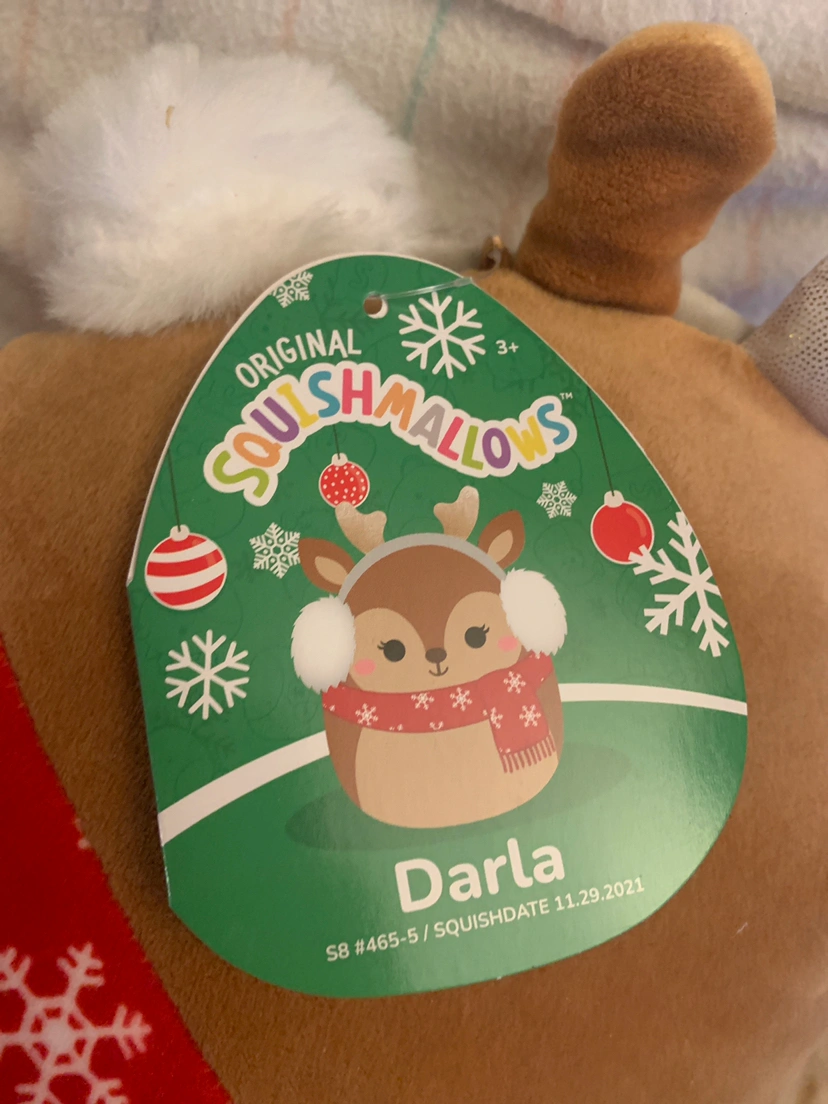 ORIGINAL
SQUISHMALLOWS™
3+
Darla
S8 #465-5 / SQUISHDATE 11.29.2021